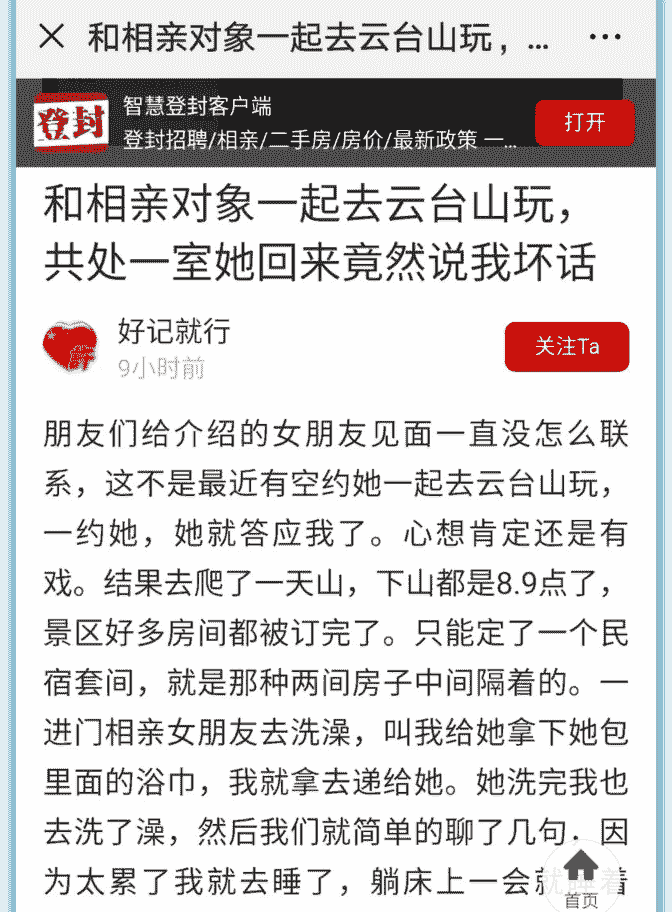 和相亲对象一起去云台山玩，...
登封
智慧登封客户端
登封招聘/相亲/二手房/房价/最新政策 一...
打开
和相亲对象一起去云台山玩，
共处一室她回来竟然说我坏话
好记就行
9小时前
关注Ta
朋友们给介绍的女朋友见面一直没怎么联
系，这不是最近有空约她一起去云台山玩，
一约她，她就答应我了。心想肯定还是有
戏。结果去爬了一天山，下山都是8.9点了，
景区好多房间都被订完了。只能定了一个民
宿套间，就是那种两间房子中间隔着的。一
进门相亲女朋友去洗澡，叫我给她拿下她包
里面的浴巾，我就拿去递给她。她洗完我也
去洗了澡，然后我们就简单的聊了几句．因
为太累了我就去睡了，躺床上一会就睡着
首页